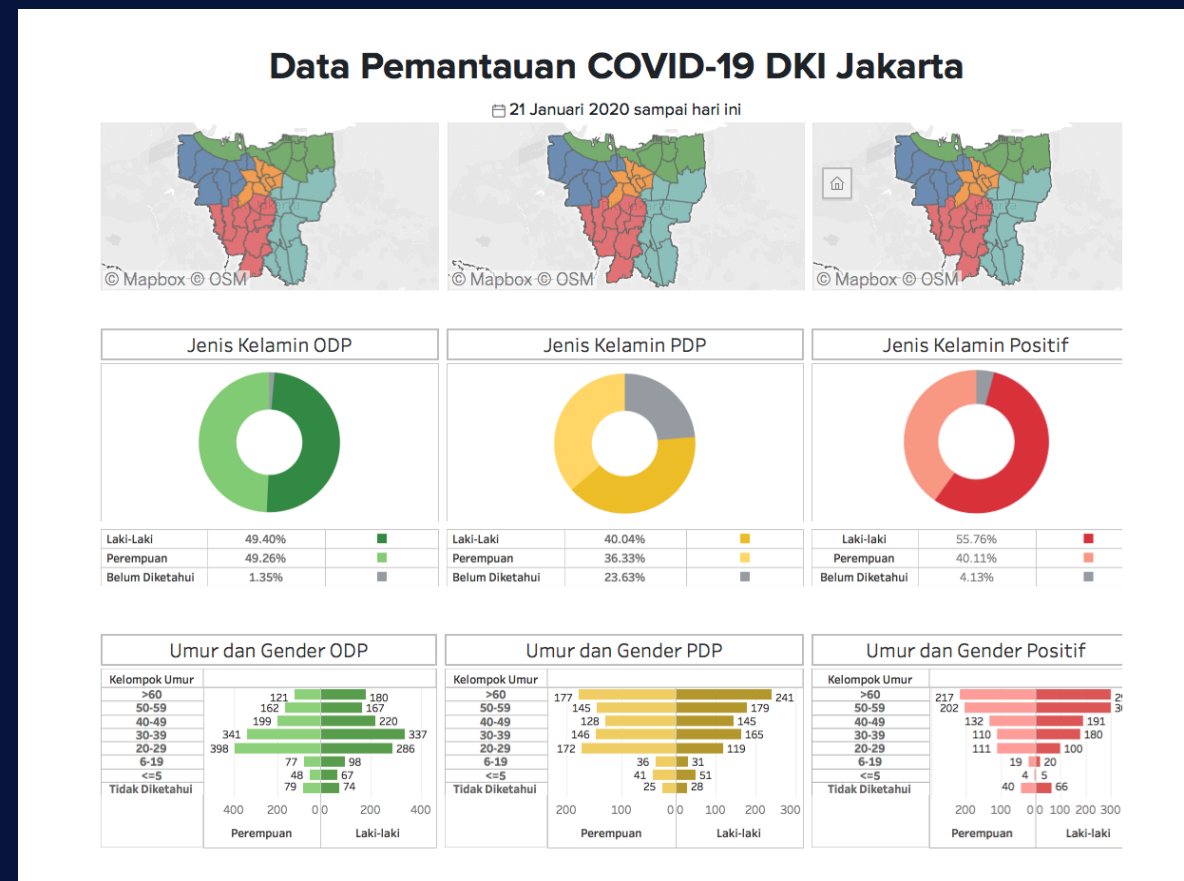 Data Pemantauan COVID-19 DKI Jakarta
21 Januari 2020 sampai hari ini
© Mapbox © OSM
© Mapbox © OSM
© Mapbox © OSM
Jenis Kelamin ODP
Laki-Laki 49.40%
Perempuan 49.26%
Belum Diketahui 1.35%
Jenis Kelamin PDP
Laki-Laki 40.04%
Perempuan 36.33%
Belum Diketahui 23.63%
Jenis Kelamin Positif
Laki-laki 55.76%
Perempuan 40.11%
Belum Diketahui 4.13%
Umur dan Gender ODP
Kelompok Umur
>60 121 180
50-59 162 167
40-49 199 220
30-39 341 337
20-29 398 286
6-19 77 98
<=5 48 67
Tidak Diketahui 79 74
400 200 0 0 200 400
Perempuan Laki-laki
Umur dan Gender PDP
Kelompok Umur
>60 177 241
50-59 145 179
40-49 128 145
30-39 146 165
20-29 172 119
6-19 36 31
<=5 41 51
Tidak Diketahui 25 28
200 100 0 0 100 200 300
Perempuan Laki-laki
Umur dan Gender Positif
Kelompok Umur
>60 217
50-59 202
40-49 132 191
30-39 110 180
20-29 111 100
6-19 19 20
<=5 4 5
Tidak Diketahui 40 66
200 100 0 0 100 200 300
Perempuan Laki-laki